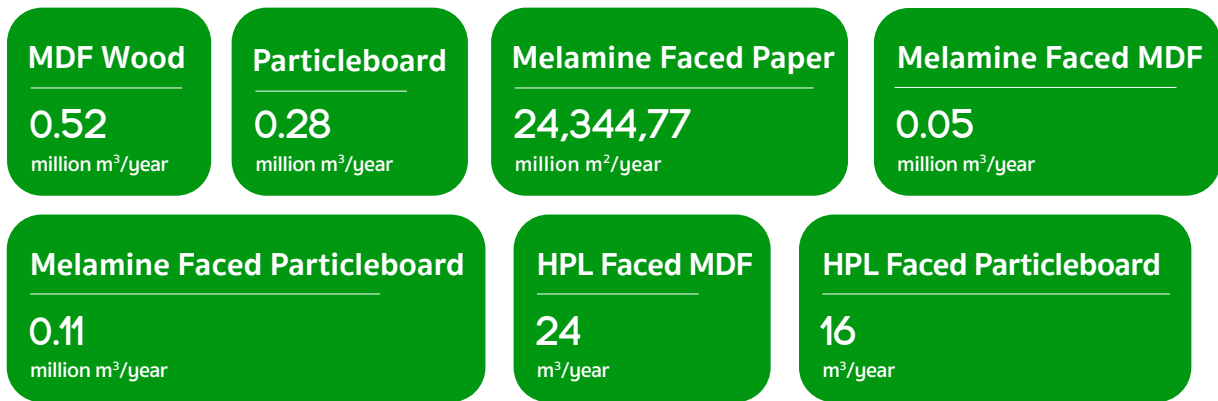 MDF Wood
0.52
million m³/year
Particleboard
0.28
million m³/year
Melamine Faced Paper
24,344,77
million m²/year
Melamine Faced MDF
0.05
million m³/year
Melamine Faced Particleboard
0.11
million m³/year
HPL Faced MDF
24
m³/year
HPL Faced Particleboard
16
m³/year